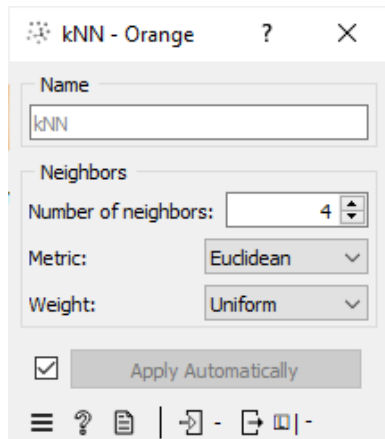 kNN - Orange ? ×
Name
kNN
Neighbors
Number of neighbors: 4
Metric: Euclidean
Weight: Uniform
Apply Automatically
? - | -